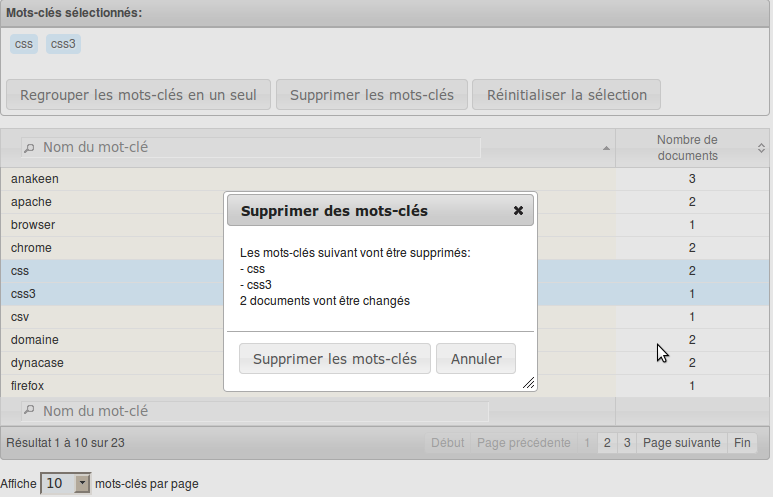 Mots-clés sélectionnés:
css css3
Regrouper les mots-clés en un seul Supprimer les mots-clés Réinitialiser la sélection
Nom du mot-clé Nombre de documents
anakeen 3
apache 2
browser 1
chrome 2
css 2
css3 1
csv 1
domaine 2
dynacase 2
firefox 1
Nom du mot-clé
Résultat 1 à 10 sur 23 Début Page précédente 1 2 3 Page suivante Fin
Affiche 10 mots-clés par page
Supprimer des mots-clés
Les mots-clés suivant vont être supprimés:
- css
- css3
2 documents vont être changés
Supprimer les mots-clés Annuler